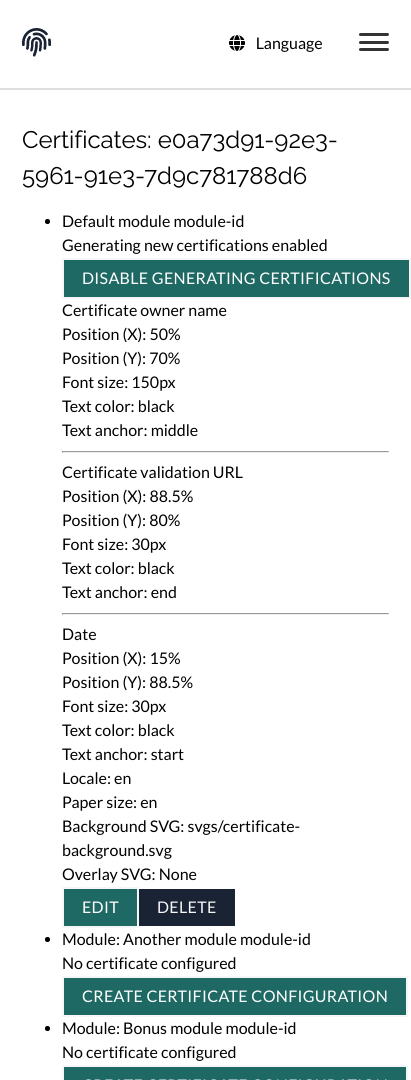 Language
Certificates: e0a73d91-92e3-
5961-91e3-7d9c781788d6
Default module module-id
Generating new certifications enabled
DISABLE GENERATING CERTIFICATIONS
Certificate owner name
Position (X): 50%
Position (Y): 70%
Font size: 150px
Text color: black
Text anchor: middle
Certificate validation URL
Position (X): 88.5%
Position (Y): 80%
Font size: 30px
Text color: black
Text anchor: end
Date
Position (X): 15%
Position (Y): 88.5%
Font size: 30px
Text color: black
Text anchor: start
Locale: en
Paper size: en
Background SVG: svgs/certificate-
background.svg
Overlay SVG: None
EDIT DELETE
Module: Another module module-id
No certificate configured
CREATE CERTIFICATE CONFIGURATION
Module: Bonus module module-id
No certificate configured